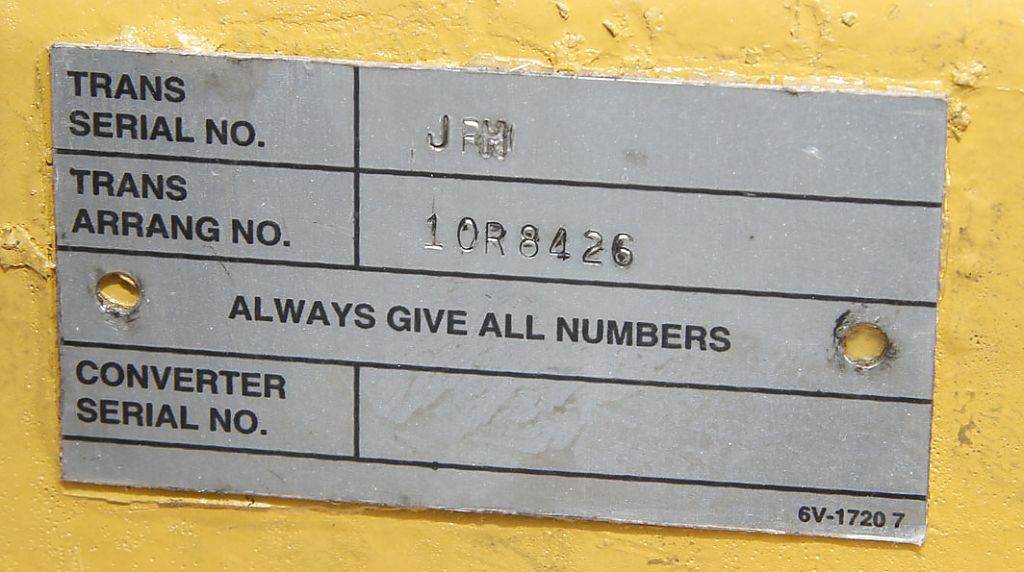 TRANS
SERIAL NO.
TRANS
ARRANG NO.
10R8426
ALWAYS GIVE ALL NUMBERS
CONVERTER
SERIAL NO.
6V-1720 7